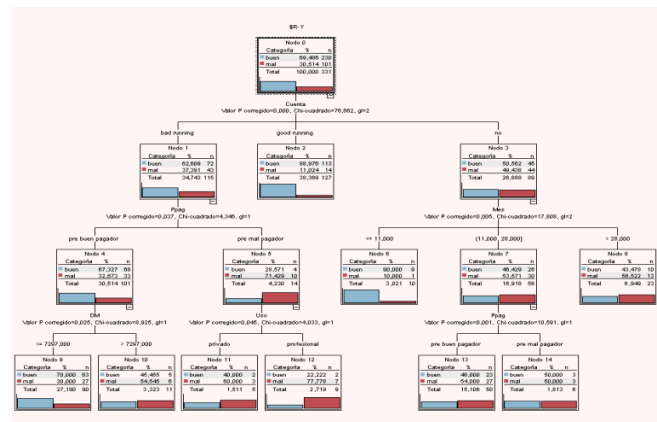 $R-Y
Nodo 0
Categoría % n
buen 69,486 230
mal 30,514 101
Total 100,000 331
Cuenta
Valor P corregido=0,000, Chi-cuadrado=76,662, gl=2
bad running
good running
no
Nodo 1
Categoría % n
buen 62,609 72
mal 37,391 43
Total 34,743 115
Nodo 2
Categoría % n
buen 88,976 113
mal 11,024 14
Total 38,369 127
Nodo 3
Categoría % n
buen 50,562 45
mal 49,438 44
Total 26,888 89
Ppag
Valor P corregido=0,037, Chi-cuadrado=4,346, gl=1
Mes
Valor P corregido=0,005, Chi-cuadrado=17,808, gl=2
pre buen pagador
pre mal pagador
<= 11,000
(11,000, 28,000]
> 28,000
Nodo 4
Categoría % n
buen 67,327 68
mal 32,673 33
Total 30,514 101
Nodo 5
Categoría % n
buen 28,571 4
mal 71,429 10
Total 4,230 14
Nodo 6
Categoría % n
buen 90,000 9
mal 10,000 1
Total 3,021 10
Nodo 7
Categoría % n
buen 46,429 26
mal 53,571 30
Total 16,918 56
Nodo 8
Categoría % n
buen 43,478 10
mal 56,522 13
Total 6,949 23
DM
Valor P corregido=0,025, Chi-cuadrado=8,925, gl=1
Uso
Valor P corregido=0,045, Chi-cuadrado=4,033, gl=1
Ppag
Valor P corregido=0,001, Chi-cuadrado=10,591, gl=1
<= 7297,000
> 7297,000
privado
profesional
pre buen pagador
pre mal pagador
Nodo 9
Categoría % n
buen 70,000 63
mal 30,000 27
Total 27,190 90
Nodo 10
Categoría % n
buen 45,455 5
mal 54,545 6
Total 3,323 11
Nodo 11
Categoría % n
buen 40,000 2
mal 60,000 3
Total 1,511 5
Nodo 12
Categoría % n
buen 22,222 2
mal 77,778 7
Total 2,719 9
Nodo 13
Categoría % n
buen 46,000 23
mal 54,000 27
Total 15,106 50
Nodo 14
Categoría % n
buen 50,000 3
mal 50,000 3
Total 1,813 6